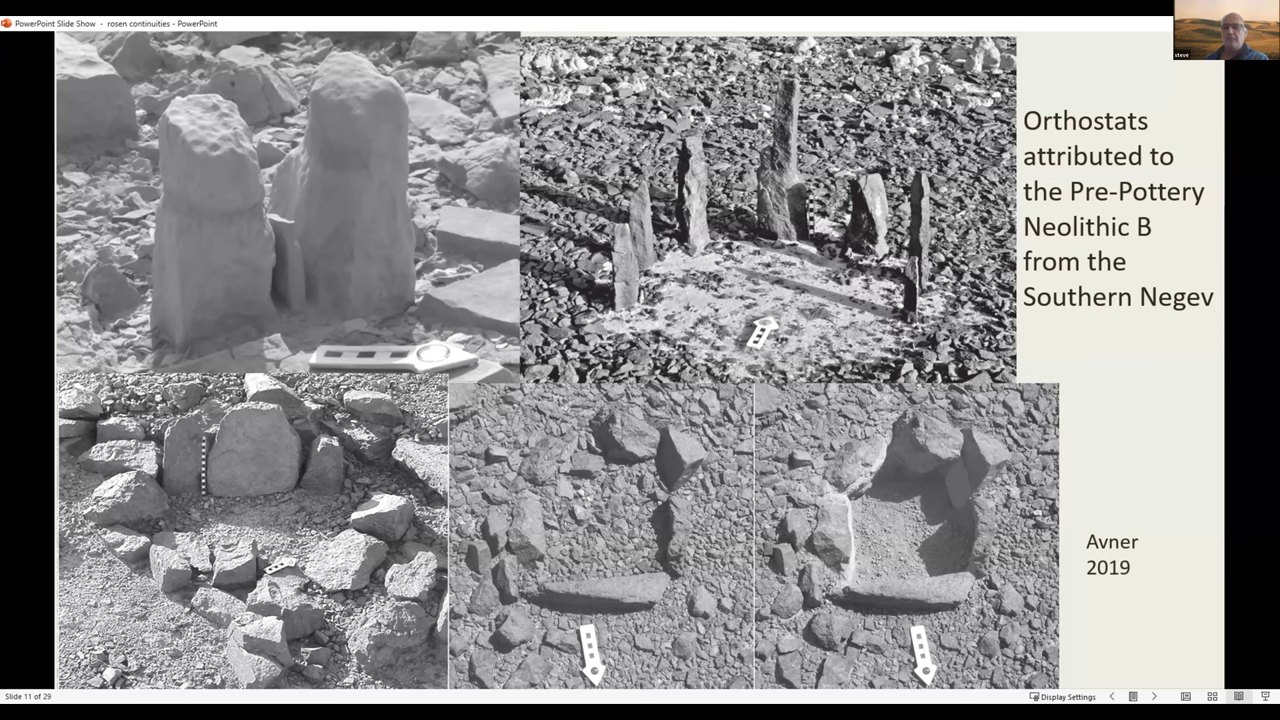 PowerPoint Slide Show - rosen continuities - PowerPoint
steve
Orthostats
attributed to
the Pre-Pottery
Neolithic B
from the
Southern Negev
Avner
2019
Slide 11 of 29
Display Settings